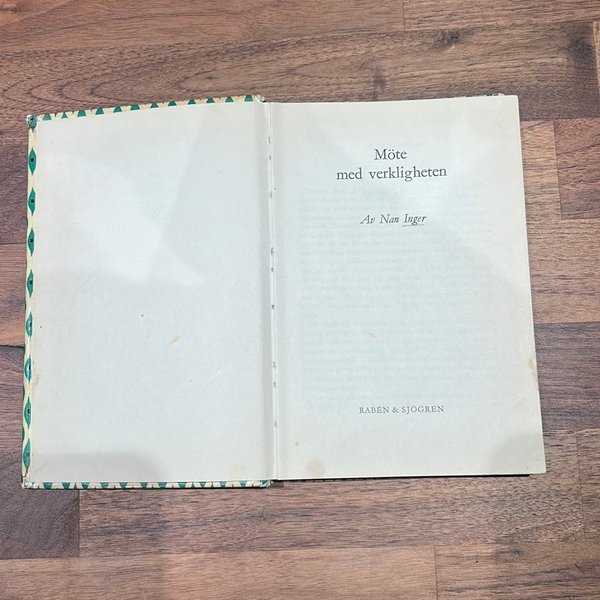 Möte
med verkligheten
Av Nan Inger
RABÉN & SJÖGREN